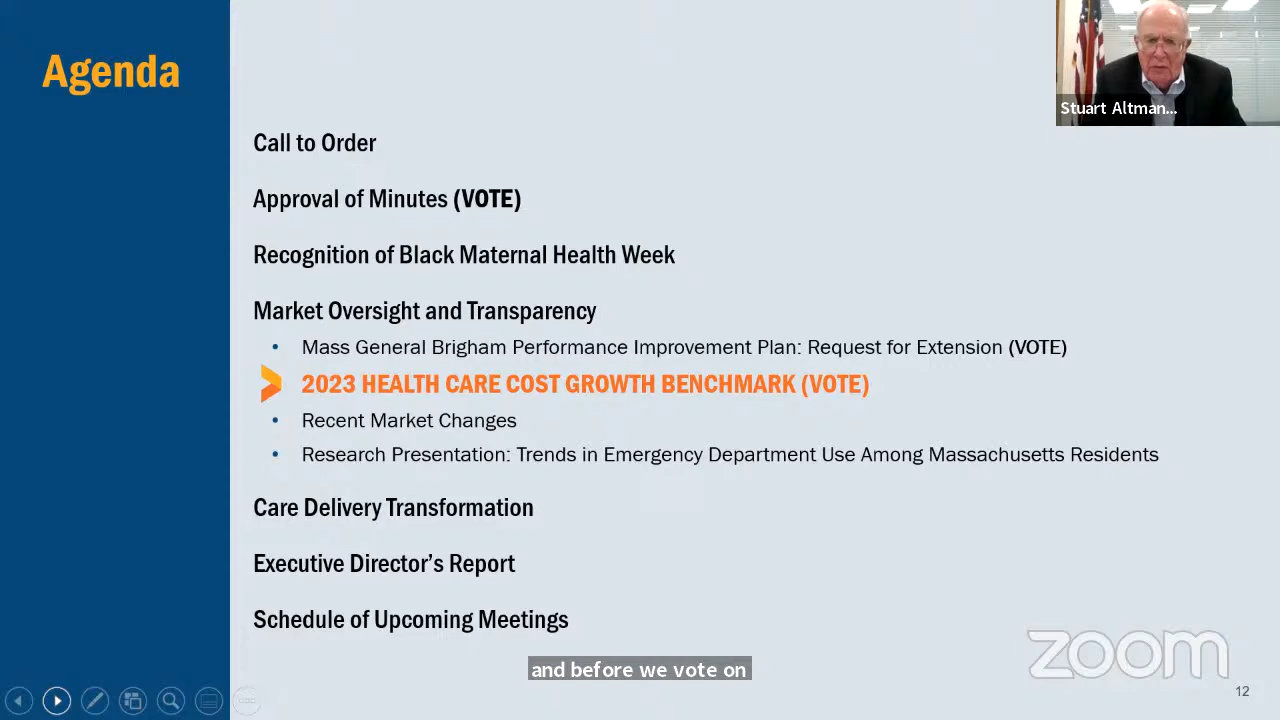 Agenda
Stuart Altman...
Call to Order
Approval of Minutes (VOTE)
Recognition of Black Maternal Health Week
Market Oversight and Transparency
• Mass General Brigham Performance Improvement Plan: Request for Extension (VOTE)
2023 HEALTH CARE COST GROWTH BENCHMARK (VOTE)
• Recent Market Changes
• Research Presentation: Trends in Emergency Department Use Among Massachusetts Residents
Care Delivery Transformation
Executive Director’s Report
Schedule of Upcoming Meetings
zoom
and before we vote on
12